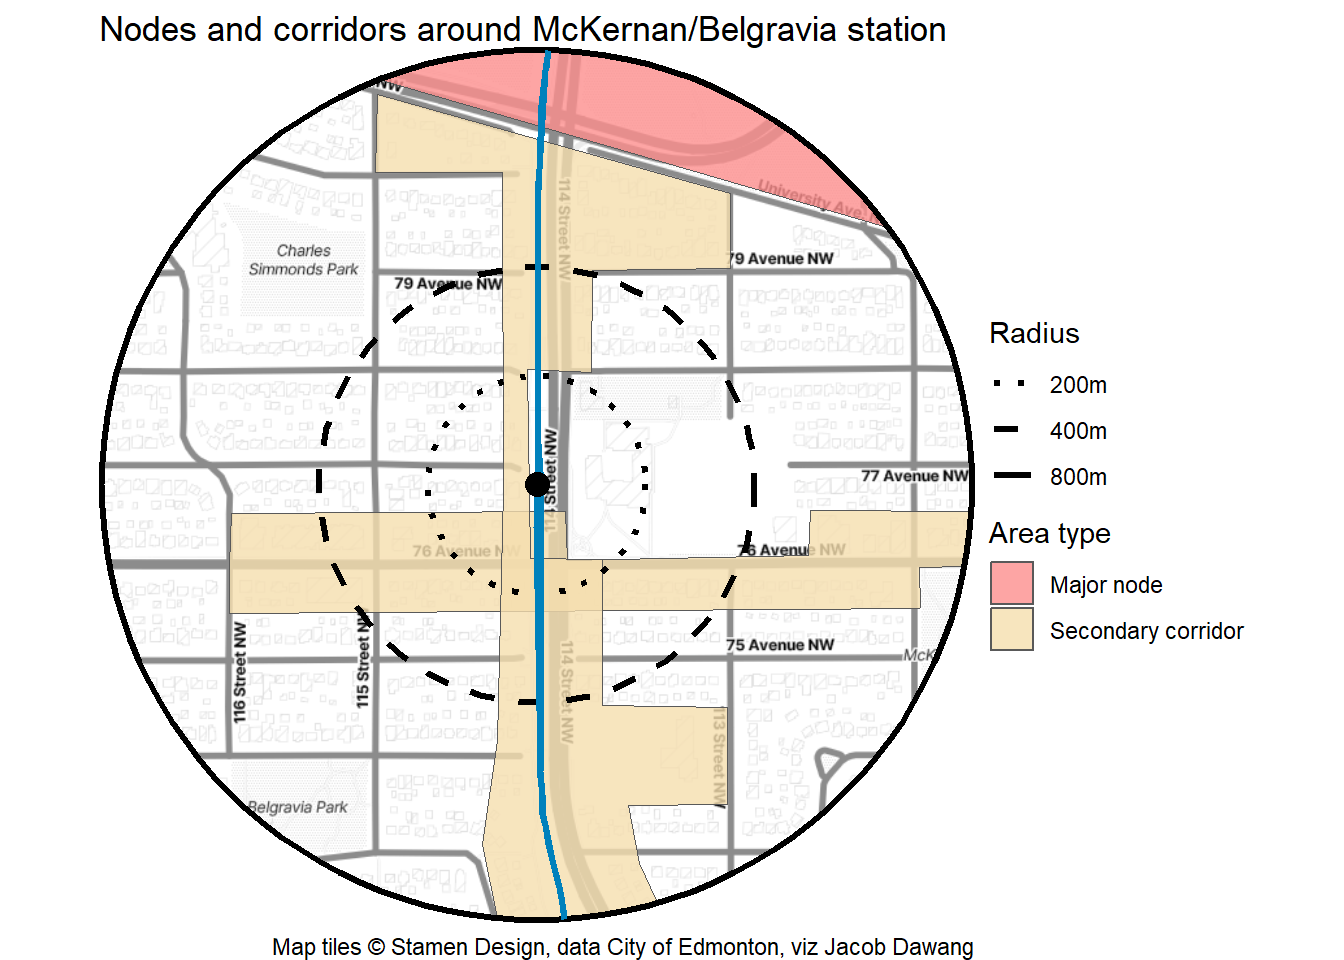 Nodes and corridors around McKernan/Belgravia station
NW
University Ave
114 Street NW
Charles
Simmonds Park
79 Avenue NW
79 Avenue NW
Radius
200m
400m
800m
114 Street NW
77 Avenue NW
76 Avenue NW
76 Avenue NW
Area type
Major node
Secondary corridor
116 Street NW
115 Street NW
114 Street NW
75 Avenue NW
McK
113 Street NW
Belgravia Park
Map tiles © Stamen Design, data City of Edmonton, viz Jacob Dawang